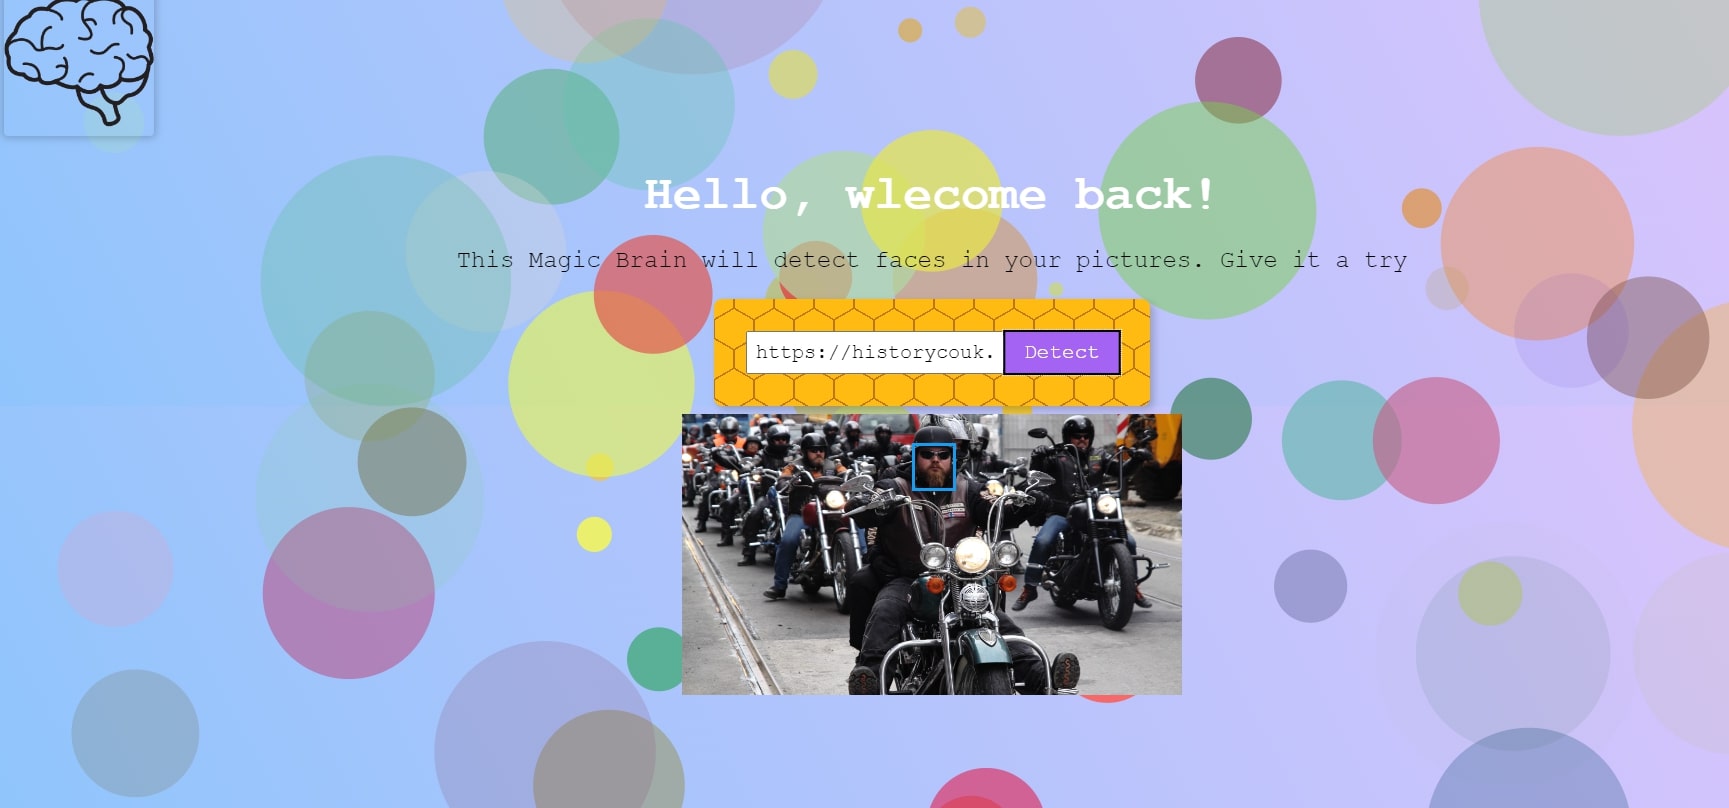 Hello, wlecome back!
This Magic Brain will detect faces in your pictures. Give it a try
https://historycouk.
Detect